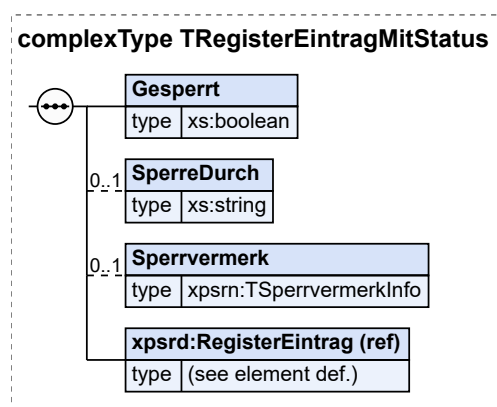 complexType TRegisterEintragMitStatus
Gesperrt
type xs:boolean
0..1
SperreDurch
type xs:string
0..1
Sperrvermerk
type xpsrn:TSperrvermerkInfo
xpsrd:RegisterEintrag (ref)
type (see element def.)